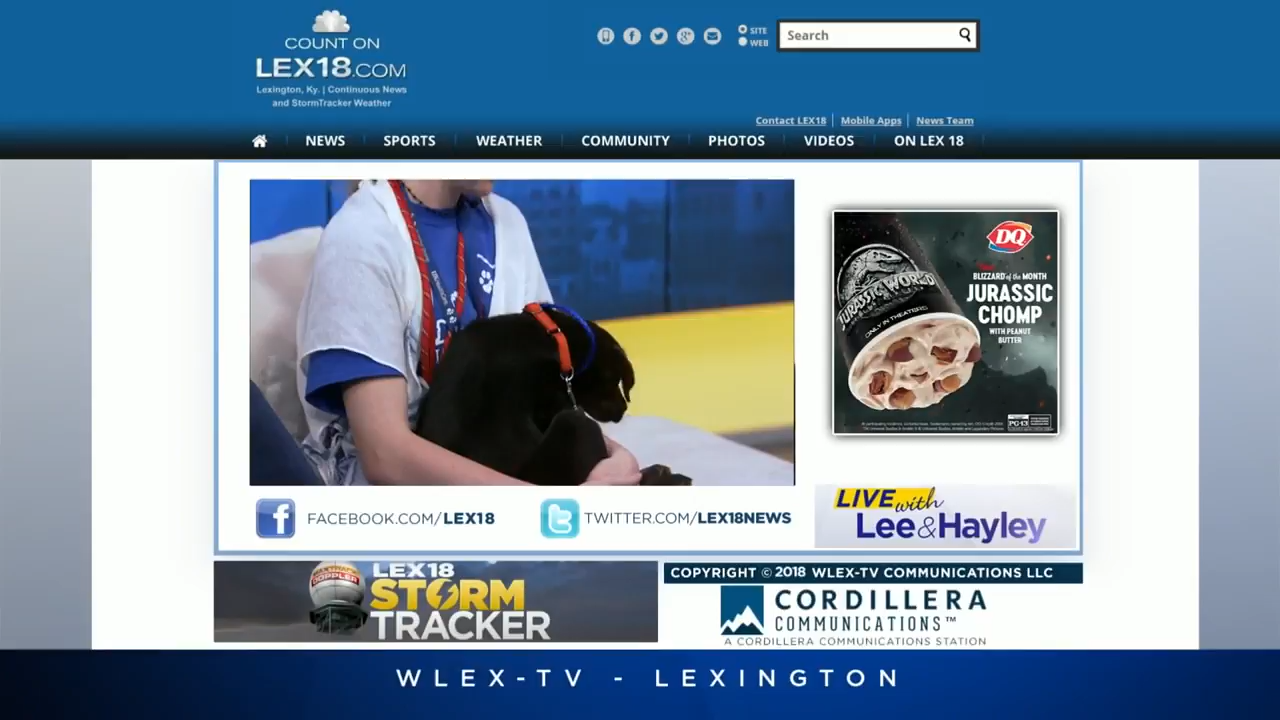 COUNT ON
LEX18.COM
Lexington, Ky. | Continuous News
and StormTracker Weather
SITE
WEB
Search
Contact LEX18 | Mobile Apps | News Team
NEWS
SPORTS
WEATHER
COMMUNITY
PHOTOS
VIDEOS
ON LEX 18
DQ
BLIZZARD of the MONTH
JURASSIC
CHOMP
WITH PEANUT
BUTTER
JURASSIC WORLD
ONLY IN THEATERS
PG-13
FACEBOOK.COM/LEX18
TWITTER.COM/LEX18NEWS
LIVE with
Lee&Hayley
DOPPLER
LEX18
STORM
TRACKER
COPYRIGHT © 2018 WLEX-TV COMMUNICATIONS LLC
CORDILLERA
COMMUNICATIONS™
A CORDILLERA COMMUNICATIONS STATION
WLEX-TV - LEXINGTON